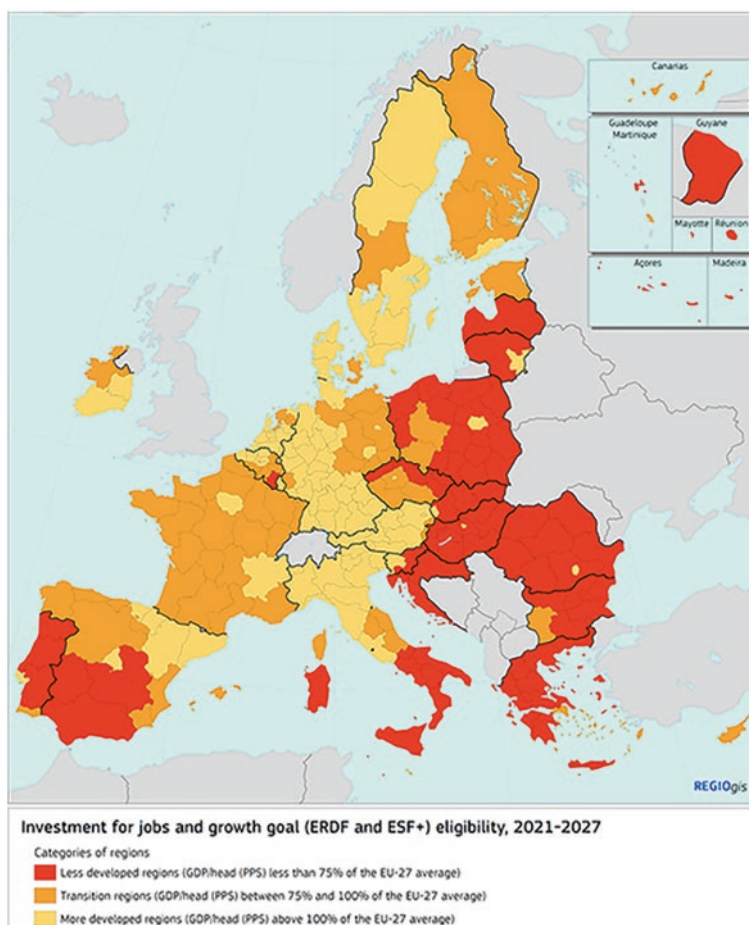 Canarias
Guadeloupe
Martinique
Guyane
Mayotte
Réunion
Açores
Madeira
REGIOgis
Investment for jobs and growth goal (ERDF and ESF+) eligibility, 2021-2027
Categories of regions
Less developed regions (GDP/head (PPS) less than 75% of the EU-27 average)
Transition regions (GDP/head (PPS) between 75% and 100% of the EU-27 average)
More developed regions (GDP/head (PPS) above 100% of the EU-27 average)